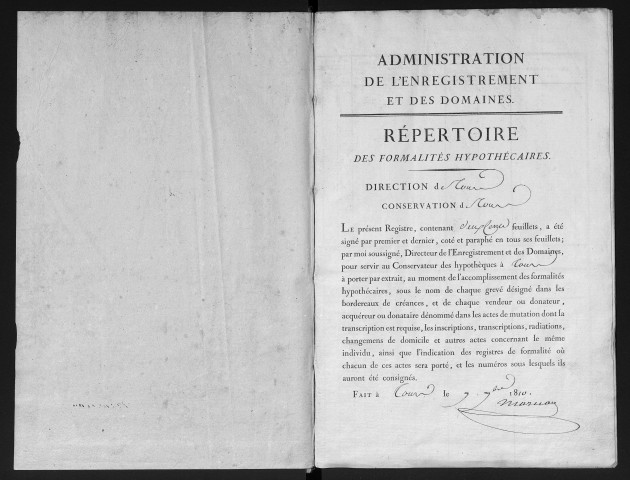 ADMINISTRATION
DE L'ENREGISTREMENT
ET DES DOMAINES.
RÉPERTOIRE
DES FORMALITÉS HYPOTHÉCAIRES.
DIRECTION de Tours
CONSERVATION de Tours
LE présent Registre, contenant feuillets, a été
signé par premier et dernier, coté et paraphé en tous ses feuillets;
par moi soussigné, Directeur de l'Enregistrement et des Domaines,
pour servir au Conservateur des hypothèques à Tours
à porter par extrait, au moment de l'accomplissement des formalités
hypothécaires, sous le nom de chaque grevé désigné dans les
bordereaux de créances, et de chaque vendeur ou donateur,
acquéreur ou donataire dénommé dans les actes de mutation dont la
transcription est requise, les inscriptions, transcriptions, radiations,
changemens de domicile et autres actes concernant le même
individu, ainsi que l'indication des registres de formalité où
chacun de ces actes sera porté, et les numéros sous lesquels ils
auront été consignés.
FAIT à Tours le 1810.